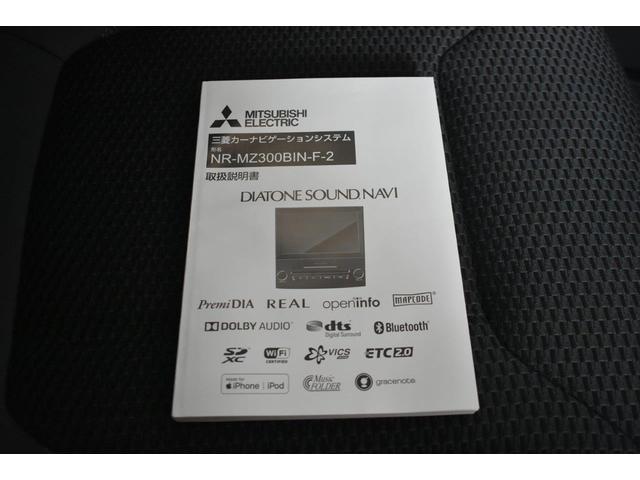 MITSUBISHI
ELECTRIC
三菱カーナビゲーションシステム
形名
NR-MZ300BIN-F-2
取扱説明書
DIATONE SOUND.NAVI
PremiDIA REAL openinfo MAPCODE
DOLBY AUDIO dts Digital Surround Bluetooth
SD XC WiFi CERTIFIED VICS ETC2.0
Made for iPhone iPod Music FOLDER gracenote